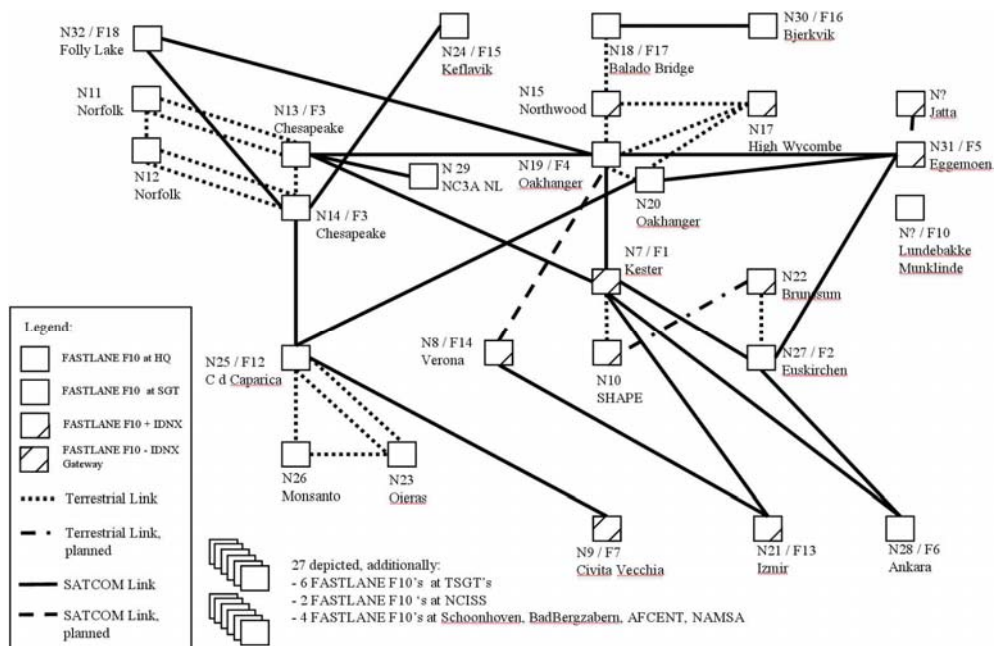 N32 / F18
Folly Lake
N24 / F15
Keflavik
N18 / F17
Balado Bridge
N30 / F16
Bjerkvik
N11
Norfolk
N13 / F3
Chesapeake
N15
Northwood
N17
High Wycombe
N?
Jatta
N12
Norfolk
N 29
NC3A NL
N19 / F4
Oakhanger
N20
Oakhanger
N31 / F5
Eggemoen
N14 / F3
Chesapeake
N? / F10
Lundebakke
Munklinde
N7 / F1
Kester
N22
Brunssum
N25 / F12
C d Caparica
N8 / F14
Verona
N10
SHAPE
N27 / F2
Euskirchen
N26
Monsanto
N23
Oieras
N9 / F7
Civita Vecchia
N21 / F13
Izmir
N28 / F6
Ankara
Legend:
FASTLANE F10 at HQ
FASTLANE F10 at SGT
FASTLANE F10 + IDNX
FASTLANE F10 - IDNX
Gateway
Terrestrial Link
Terrestrial Link,
planned
SATCOM Link
SATCOM Link,
planned
27 depicted, additionally:
- 6 FASTLANE F10's at TSGT's
- 2 FASTLANE F10 's at NCISS
- 4 FASTLANE F10's at Schoonhoven, BadBergzabern, AFCENT, NAMSA